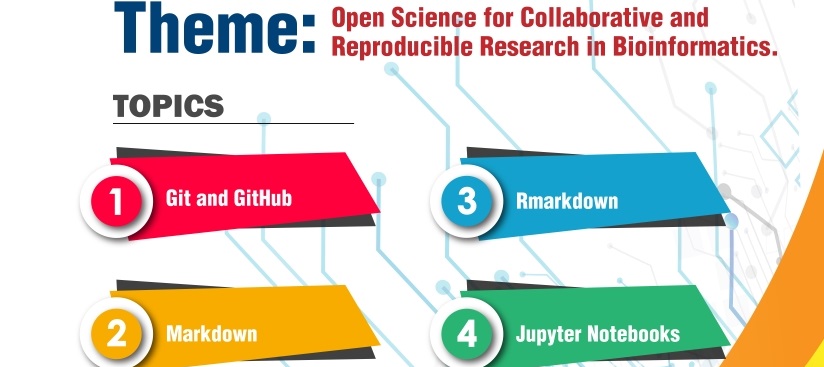 Theme: Open Science for Collaborative and
Reproducible Research in Bioinformatics.
TOPICS
1 Git and GitHub
2 Markdown
3 Rmarkdown
4 Jupyter Notebooks